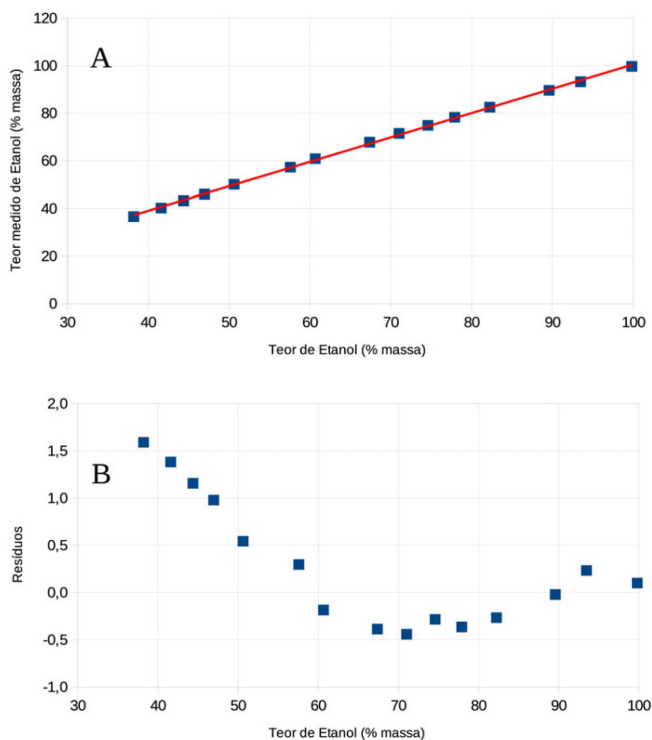 120
A
100
80
60
40
20
0
Teor medido de Etanol (% massa)
30 40 50 60 70 80 90 100
Teor de Etanol (% massa)
2,0
1,5
B
1,0
0,5
0,0
-0,5
-1,0
Resíduos
30 40 50 60 70 80 90 100
Teor de Etanol (% massa)